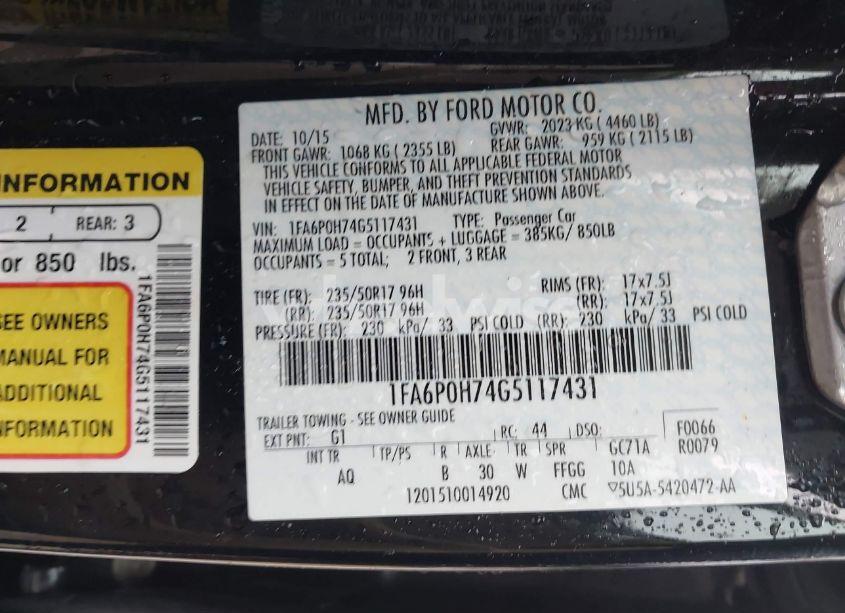 MFD. BY FORD MOTOR CO.
DATE: 10/15 GVWR: 2023 KG ( 4460 LB)
FRONT GAWR: 1068 KG ( 2355 LB) REAR GAWR: 959 KG ( 2115 LB)
THIS VEHICLE CONFORMS TO ALL APPLICABLE FEDERAL MOTOR
VEHICLE SAFETY, BUMPER, AND THEFT PREVENTION STANDARDS
IN EFFECT ON THE DATE OF MANUFACTURE SHOWN ABOVE.
VIN: 1FA6P0H74G5117431 TYPE: Passenger Car
MAXIMUM LOAD = OCCUPANTS + LUGGAGE = 385KG/ 850LB
OCCUPANTS = 5 TOTAL; 2 FRONT, 3 REAR
TIRE (FR): 235/50R17 96H RIMS (FR): 17x7.5J
(RR): 235/50R17 96H (RR): 17x7.5J
PRESSURE (FR): 230 kPa/ 33 PSI COLD (RR): 230 kPa/ 33 PSI COLD
1FA6P0H74G5117431
TRAILER TOWING - SEE OWNER GUIDE
EXT PNT: G1 RC: 44 DSO: F0066
INT TR TP/PS R AXLE TR SPR GC71A R0079
AQ B 30 W FFGG 10A
1201510014920 CMC ▽5U5A-5420472-AA
INFORMATION
2 REAR: 3
or 850 lbs.
SEE OWNERS
MANUAL FOR
ADDITIONAL
INFORMATION
1FA6P0H74G5117431